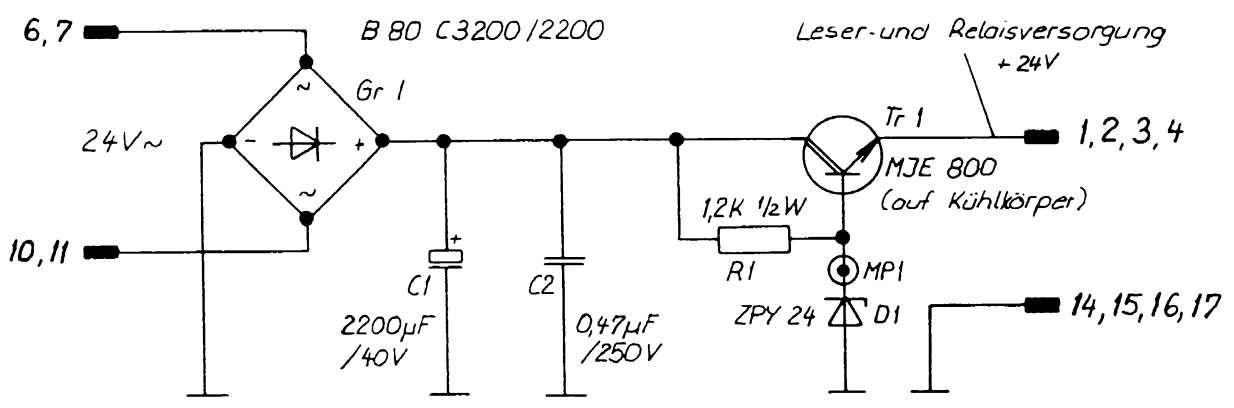 6,7
B 80 C3200/2200
Leser-und Relaisversorgung
+24V
~
Gr 1
Tr 1
24V~
-
+
1,2,3,4
~
MJE 800
(auf Kühlkörper)
1,2K ½W
10,11
+
R1
MP1
C1
C2
ZPY 24
D1
14,15,16,17
2200µF
/40V
0,47µF
/250V